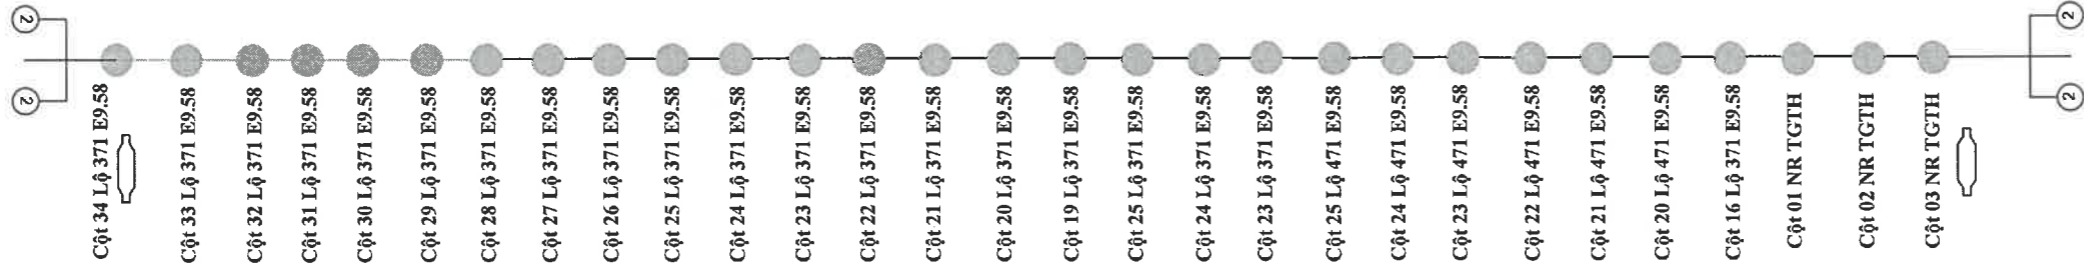 2
2
Cột 34 Lộ 371 E9.58
Cột 33 Lộ 371 E9.58
Cột 32 Lộ 371 E9.58
Cột 31 Lộ 371 E9.58
Cột 30 Lộ 371 E9.58
Cột 29 Lộ 371 E9.58
Cột 28 Lộ 371 E9.58
Cột 27 Lộ 371 E9.58
Cột 26 Lộ 371 E9.58
Cột 25 Lộ 371 E9.58
Cột 24 Lộ 371 E9.58
Cột 23 Lộ 371 E9.58
Cột 22 Lộ 371 E9.58
Cột 21 Lộ 371 E9.58
Cột 20 Lộ 371 E9.58
Cột 19 Lộ 371 E9.58
Cột 25 Lộ 371 E9.58
Cột 24 Lộ 371 E9.58
Cột 23 Lộ 371 E9.58
Cột 25 Lộ 471 E9.58
Cột 24 Lộ 471 E9.58
Cột 23 Lộ 471 E9.58
Cột 22 Lộ 471 E9.58
Cột 21 Lộ 471 E9.58
Cột 20 Lộ 471 E9.58
Cột 16 Lộ 371 E9.58
Cột 01 NR TGTH
Cột 02 NR TGTH
Cột 03 NR TGTH
2
2